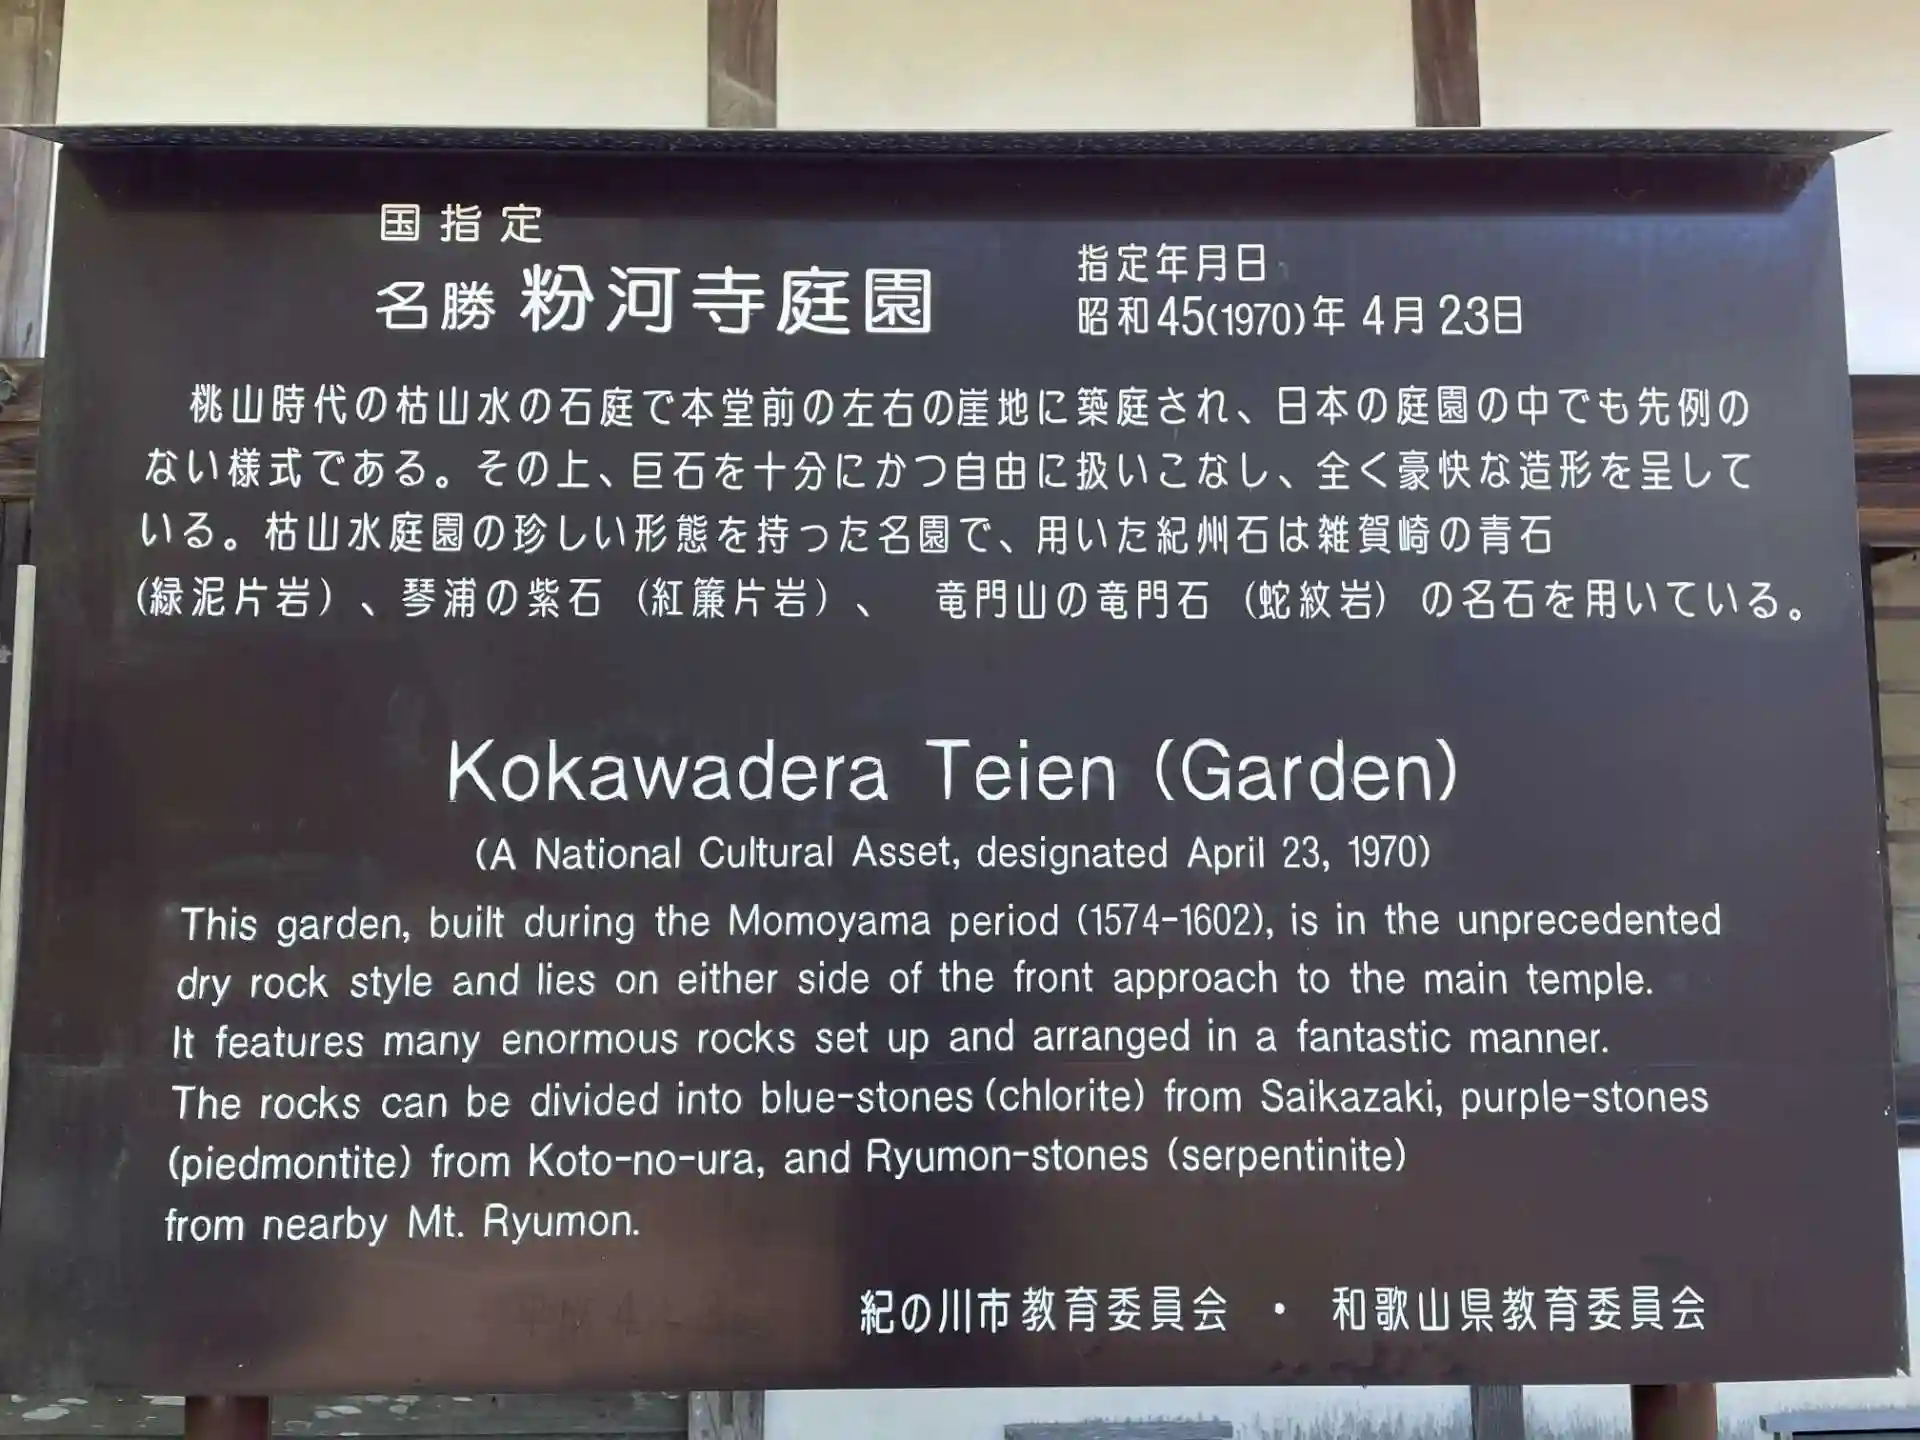 国指定
名勝 粉河寺庭園
指定年月日
昭和45(1970)年 4月 23日
桃山時代の枯山水の石庭で本堂前の左右の崖地に築庭され、日本の庭園の中でも先例の
ない様式である。その上、巨石を十分にかつ自由に扱いこなし、全く豪快な造形を呈して
いる。枯山水庭園の珍しい形態を持った名園で、用いた紀州石は雑賀崎の青石
(緑泥片岩)、琴浦の紫石(紅簾片岩)、 竜門山の竜門石(蛇紋岩)の名石を用いている。
Kokawadera Teien (Garden)
(A National Cultural Asset, designated April 23, 1970)
This garden, built during the Momoyama period (1574-1602), is in the unprecedented
dry rock style and lies on either side of the front approach to the main temple.
It features many enormous rocks set up and arranged in a fantastic manner.
The rocks can be divided into blue-stones (chlorite) from Saikazaki, purple-stones
(piedmontite) from Koto-no-ura, and Ryumon-stones (serpentinite)
from nearby Mt. Ryumon.
紀の川市教育委員会 ・ 和歌山県教育委員会